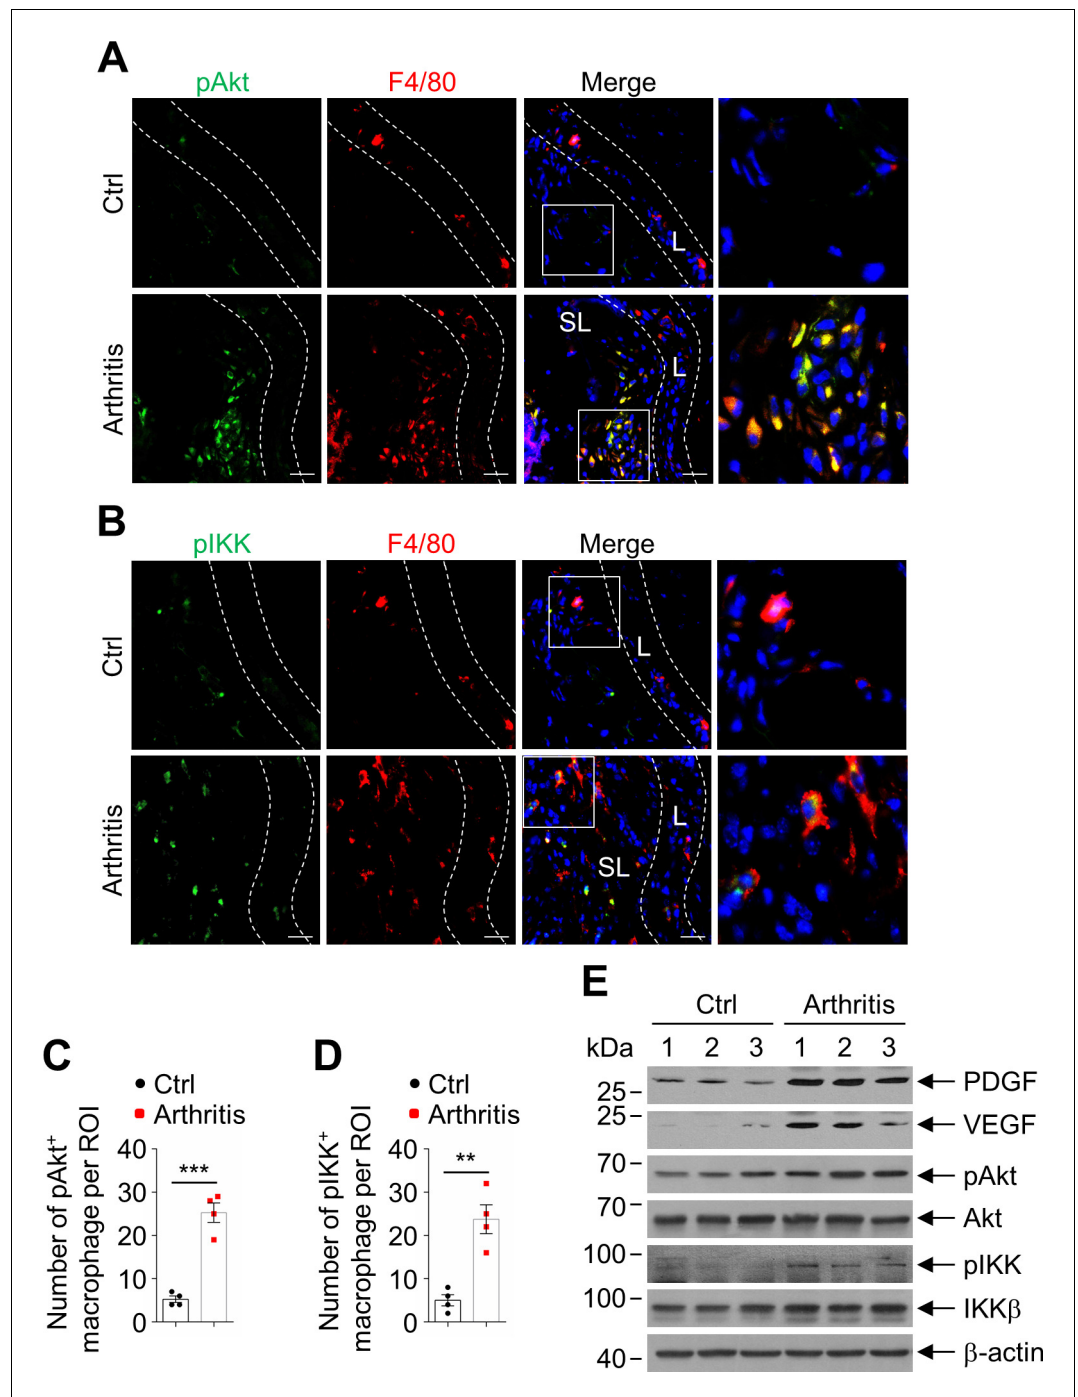 A
pAkt F4/80 Merge
Ctrl
L
Arthritis
SL
L
B
pIKK F4/80 Merge
Ctrl
L
Arthritis
L
SL
C
Ctrl
Arthritis
Number of pAkt+
macrophage per ROI
40
30
20
10
0
***
D
Ctrl
Arthritis
Number of pIKK+
macrophage per ROI
40
30
20
10
0
**
E
Ctrl Arthritis
kDa 1 2 3 1 2 3
25 PDGF
25 VEGF
70 pAkt
70 Akt
100 pIKK
100 IKKβ
40 β-actin